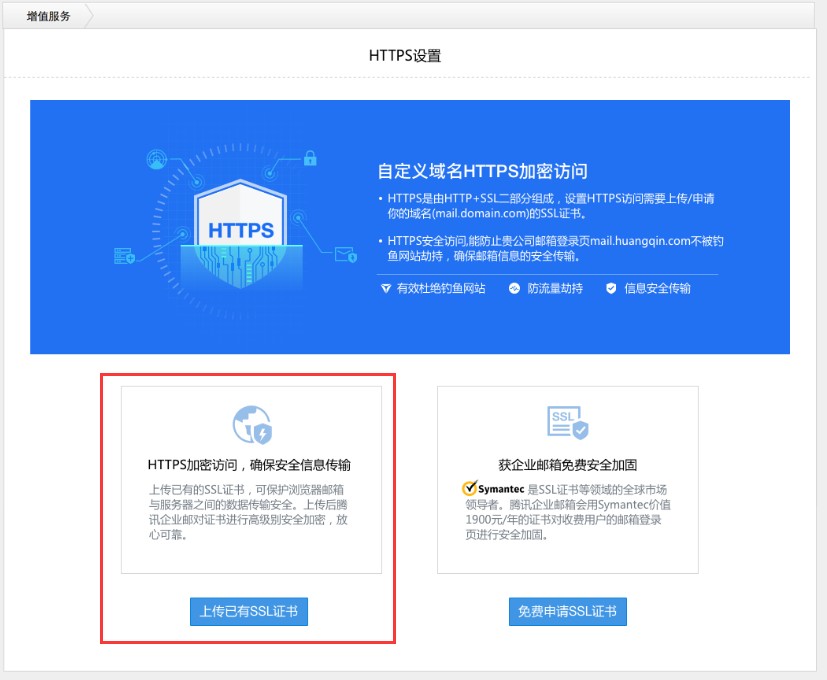 增值服务
HTTPS设置
自定义域名HTTPS加密访问
• HTTPS是由HTTP+SSL二部分组成，设置HTTPS访问需要上传/申请
你的域名(mail.domain.com)的SSL证书。
• HTTPS安全访问,能防止贵公司邮箱登录页mail.huangqin.com不被钓
鱼网站劫持，确保邮箱信息的安全传输。
有效杜绝钓鱼网站 防流量劫持 信息安全传输
HTTPS
HTTPS加密访问，确保安全信息传输
上传已有的SSL证书，可保护浏览器邮箱
与服务器之间的数据传输安全。上传后腾
讯企业邮对证书进行高级别安全加密，放
心可靠。
上传已有SSL证书
SSL
获企业邮箱免费安全加固
Symantec 是SSL证书等领域的全球市场
领导者。腾讯企业邮箱会用Symantec价值
1900元/年的证书对收费用户的邮箱登录
页进行安全加固。
免费申请SSL证书